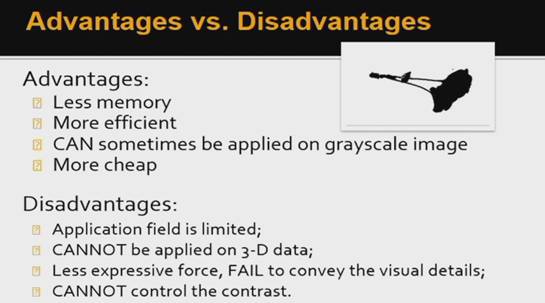 Advantages vs. Disadvantages
Advantages:
Less memory
More efficient
CAN sometimes be applied on grayscale image
More cheap
Disadvantages:
Application field is limited;
CANNOT be applied on 3-D data;
Less expressive force, FAIL to convey the visual details;
CANNOT control the contrast.